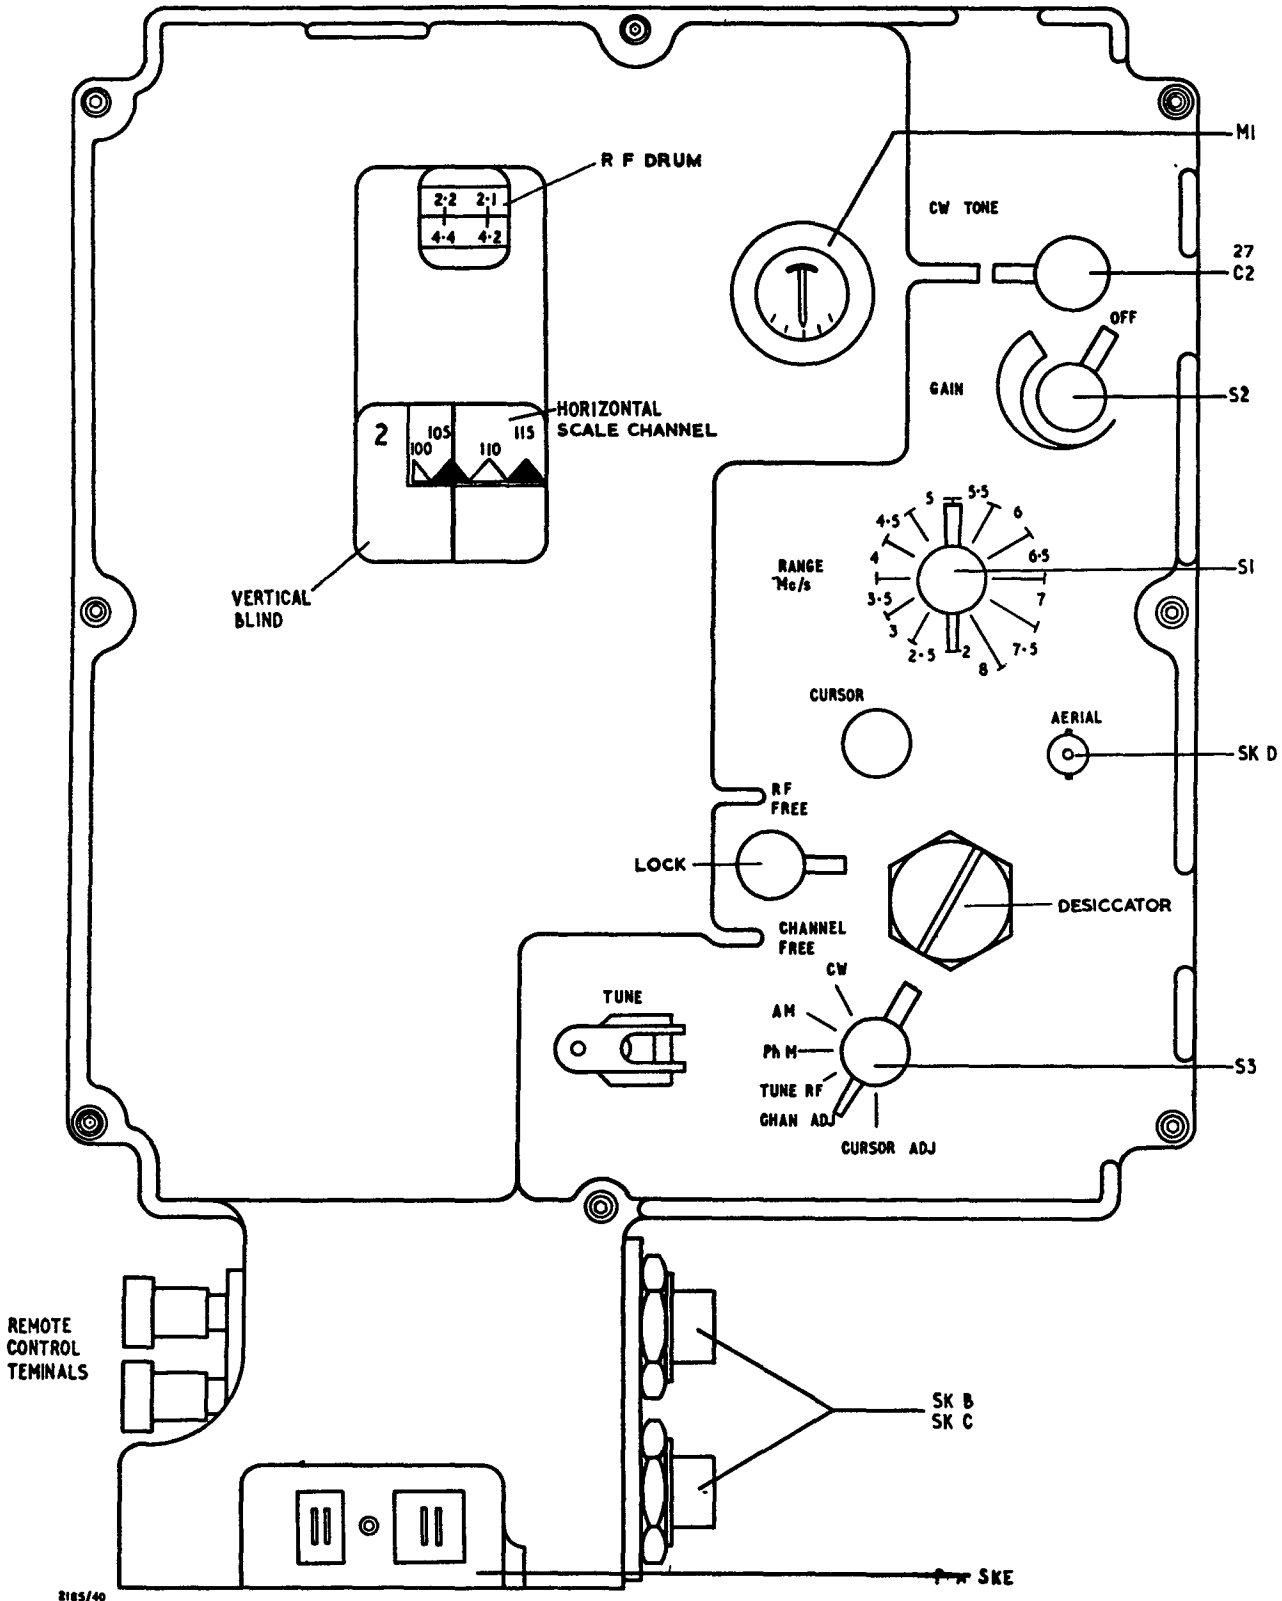 M1
R F DRUM
2·2 2·1
4·4 4·2
CW TONE
27
C2
OFF
GAIN
S2
HORIZONTAL
SCALE CHANNEL
2
100 105 110 115
5 5·5
4·5 6
4 6·5
RANGE
Mc/s
S1
3·5 7
3 7·5
2·5 2 8
VERTICAL
BLIND
CURSOR
AERIAL
SK D
RF
FREE
LOCK
DESICCATOR
CHANNEL
FREE
CW
TUNE
AM
Ph M
S3
TUNE RF
CHAN ADJ
CURSOR ADJ
REMOTE
CONTROL
TEMINALS
SK B
SK C
SKE
2185/40